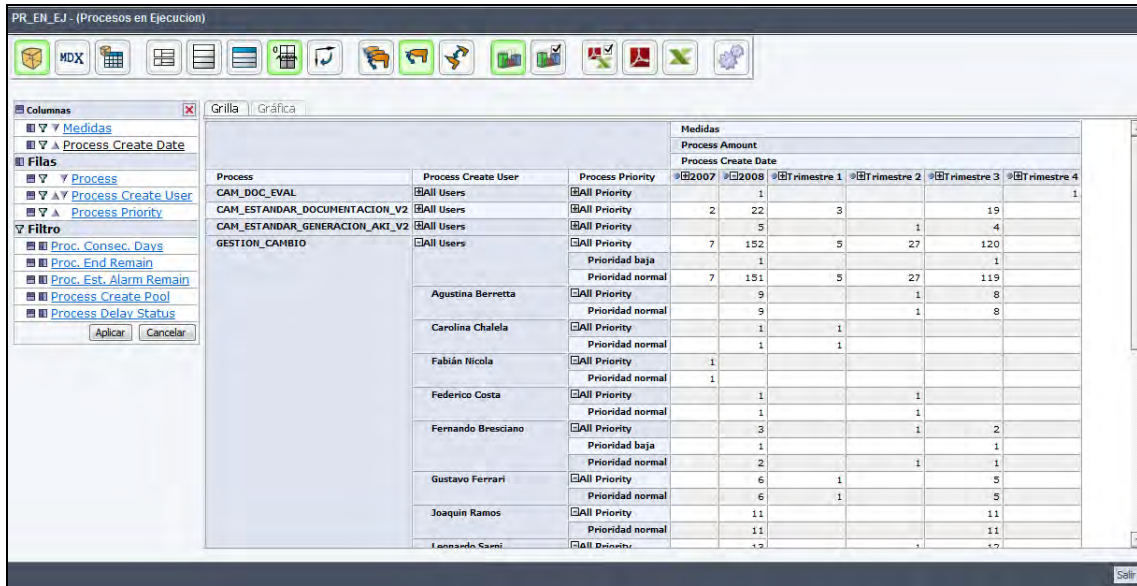 PR_EN_EJ - (Procesos en Ejecucion)
MDX
Columnas
Medidas
Process Create Date
Filas
Process
Process Create User
Process Priority
Filtro
Proc. Consec. Days
Proc. End Remain
Proc. Est. Alarm Remain
Process Create Pool
Process Delay Status
Aplicar Cancelar
Grilla Gráfica
Medidas
Process Amount
Process Create Date
Process Process Create User Process Priority 2007 2008 Trimestre 1 Trimestre 2 Trimestre 3 Trimestre 4
CAM_DOC_EVAL All Users All Priority 1 1
CAM_ESTANDAR_DOCUMENTACION_V2 All Users All Priority 2 22 3 19
CAM_ESTANDAR_GENERACION_AKI_V2 All Users All Priority 5 1 4
GESTION_CAMBIO All Users All Priority 7 152 5 27 120
Prioridad baja 1 1
Prioridad normal 7 151 5 27 119
Agustina Berretta All Priority 9 1 8
Prioridad normal 9 1 8
Carolina Chalela All Priority 1 1
Prioridad normal 1 1
Fabián Nicola All Priority 1
Prioridad normal 1
Federico Costa All Priority 1 1
Prioridad normal 1 1
Fernando Bresciano All Priority 3 1 2
Prioridad baja 1 1
Prioridad normal 2 1 1
Gustavo Ferrari All Priority 6 1 5
Prioridad normal 6 1 5
Joaquin Ramos All Priority 11 11
Prioridad normal 11 11
Leonardo Sarni All Priority 13 1 12
Salir